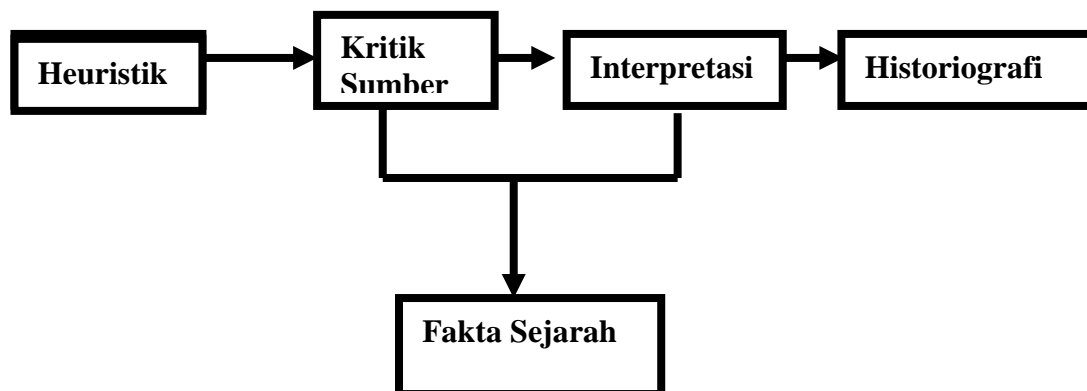 Heuristik
Kritik
Sumber
Interpretasi
Historiografi
Fakta Sejarah